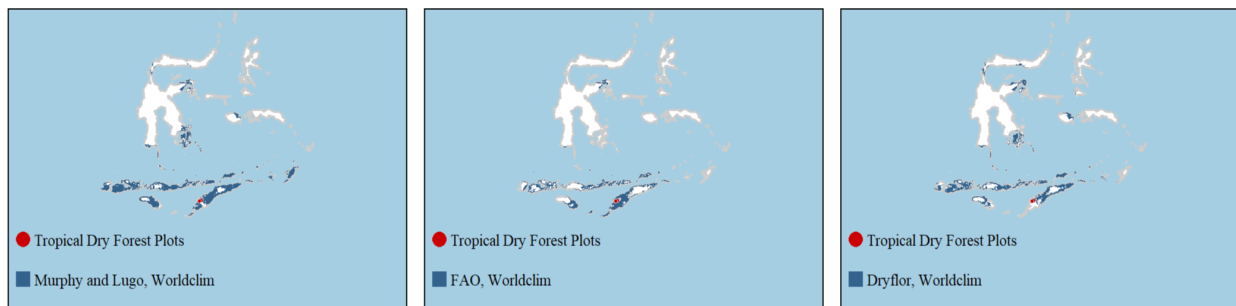 Tropical Dry Forest Plots
Murphy and Lugo, Worldclim
Tropical Dry Forest Plots
FAO, Worldclim
Tropical Dry Forest Plots
Dryflor, Worldclim